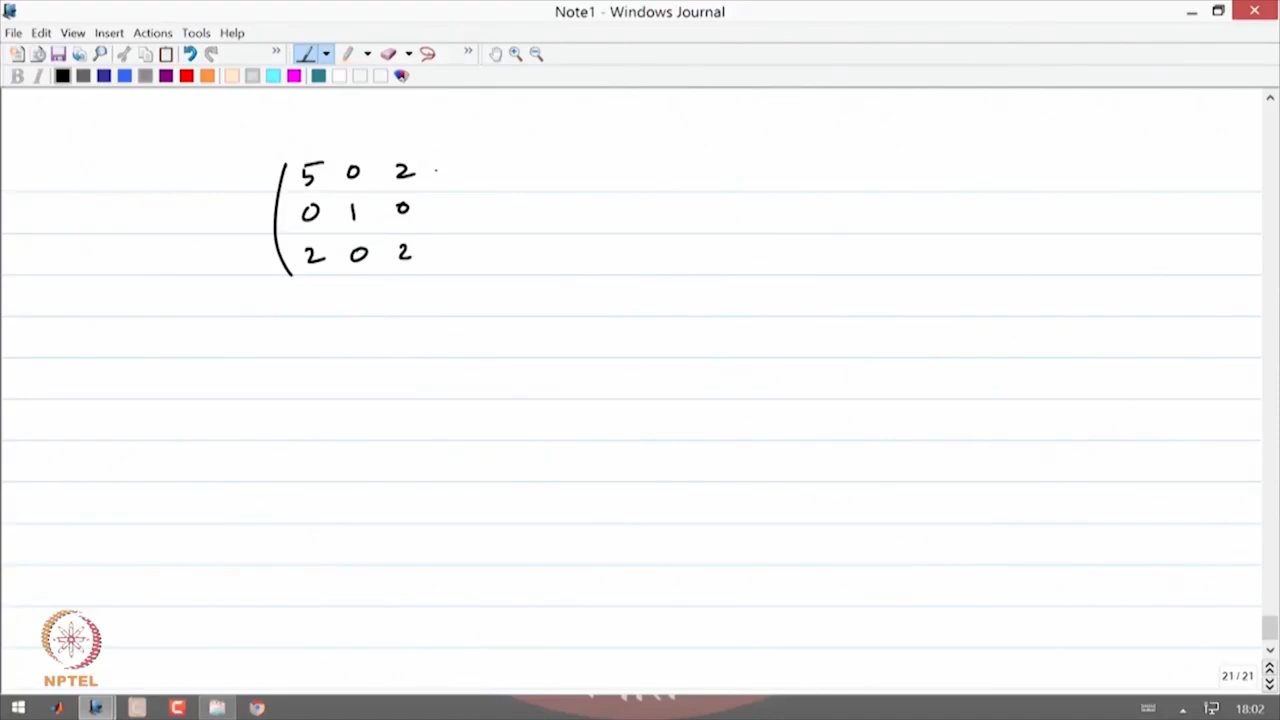 Note1 - Windows Journal
File Edit View Insert Actions Tools Help
B I
5 0 2
0 1 0
2 0 2
NPTEL
21 / 21
18:02